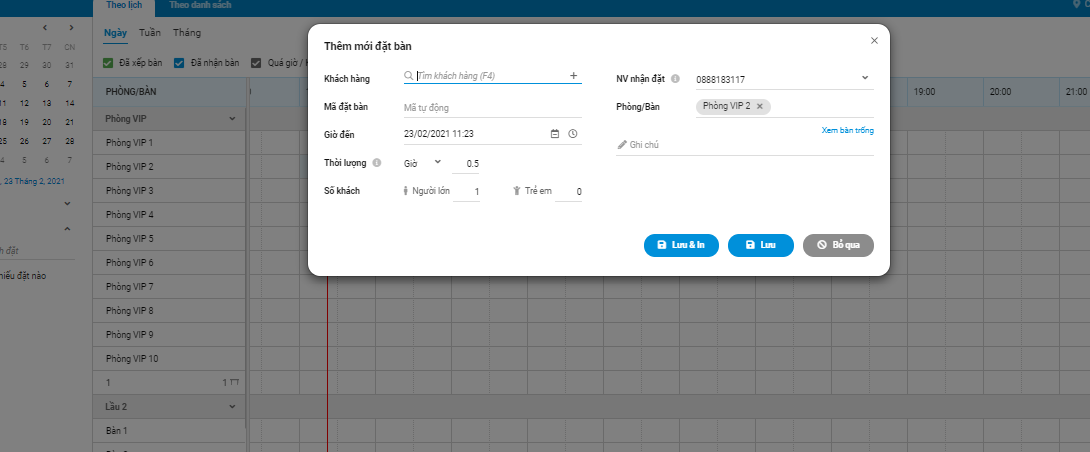 Theo lịch
Theo danh sách
Ngày
Tuần
Tháng
T5 T6 T7 CN
28 29 30 31
4 5 6 7
11 12 13 14
18 19 20 21
25 26 27 28
4 5 6 7
, 23 Tháng 2, 2021
Đã xếp bàn
Đã nhận bàn
Quá giờ /
PHÒNG/BÀN
19:00
20:00
21:00
Phòng VIP
Phòng VIP 1
Phòng VIP 2
Phòng VIP 3
Phòng VIP 4
Phòng VIP 5
Phòng VIP 6
Phòng VIP 7
Phòng VIP 8
Phòng VIP 9
Phòng VIP 10
1 1
Lầu 2
Bàn 1
đặt
hiếu đặt nào
Thêm mới đặt bàn
Khách hàng
Tìm khách hàng (F4)
Mã đặt bàn
Mã tự động
Giờ đến
23/02/2021 11:23
Thời lượng
Giờ
0.5
Số khách
Người lớn
1
Trẻ em
0
NV nhận đặt
0888183117
Phòng/Bàn
Phòng VIP 2
Xem bàn trống
Ghi chú
Lưu & In
Lưu
Bỏ qua